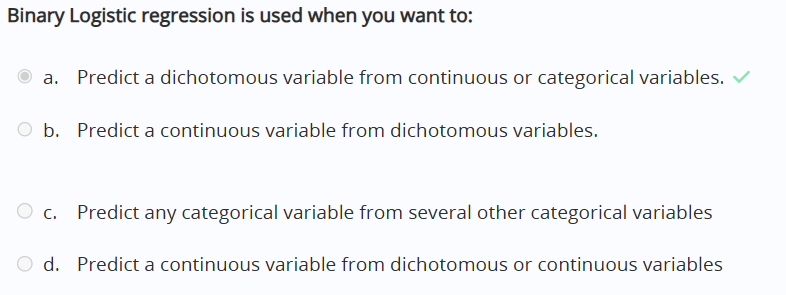 Binary Logistic regression is used when you want to:
a. Predict a dichotomous variable from continuous or categorical variables.
b. Predict a continuous variable from dichotomous variables.
c. Predict any categorical variable from several other categorical variables
d. Predict a continuous variable from dichotomous or continuous variables